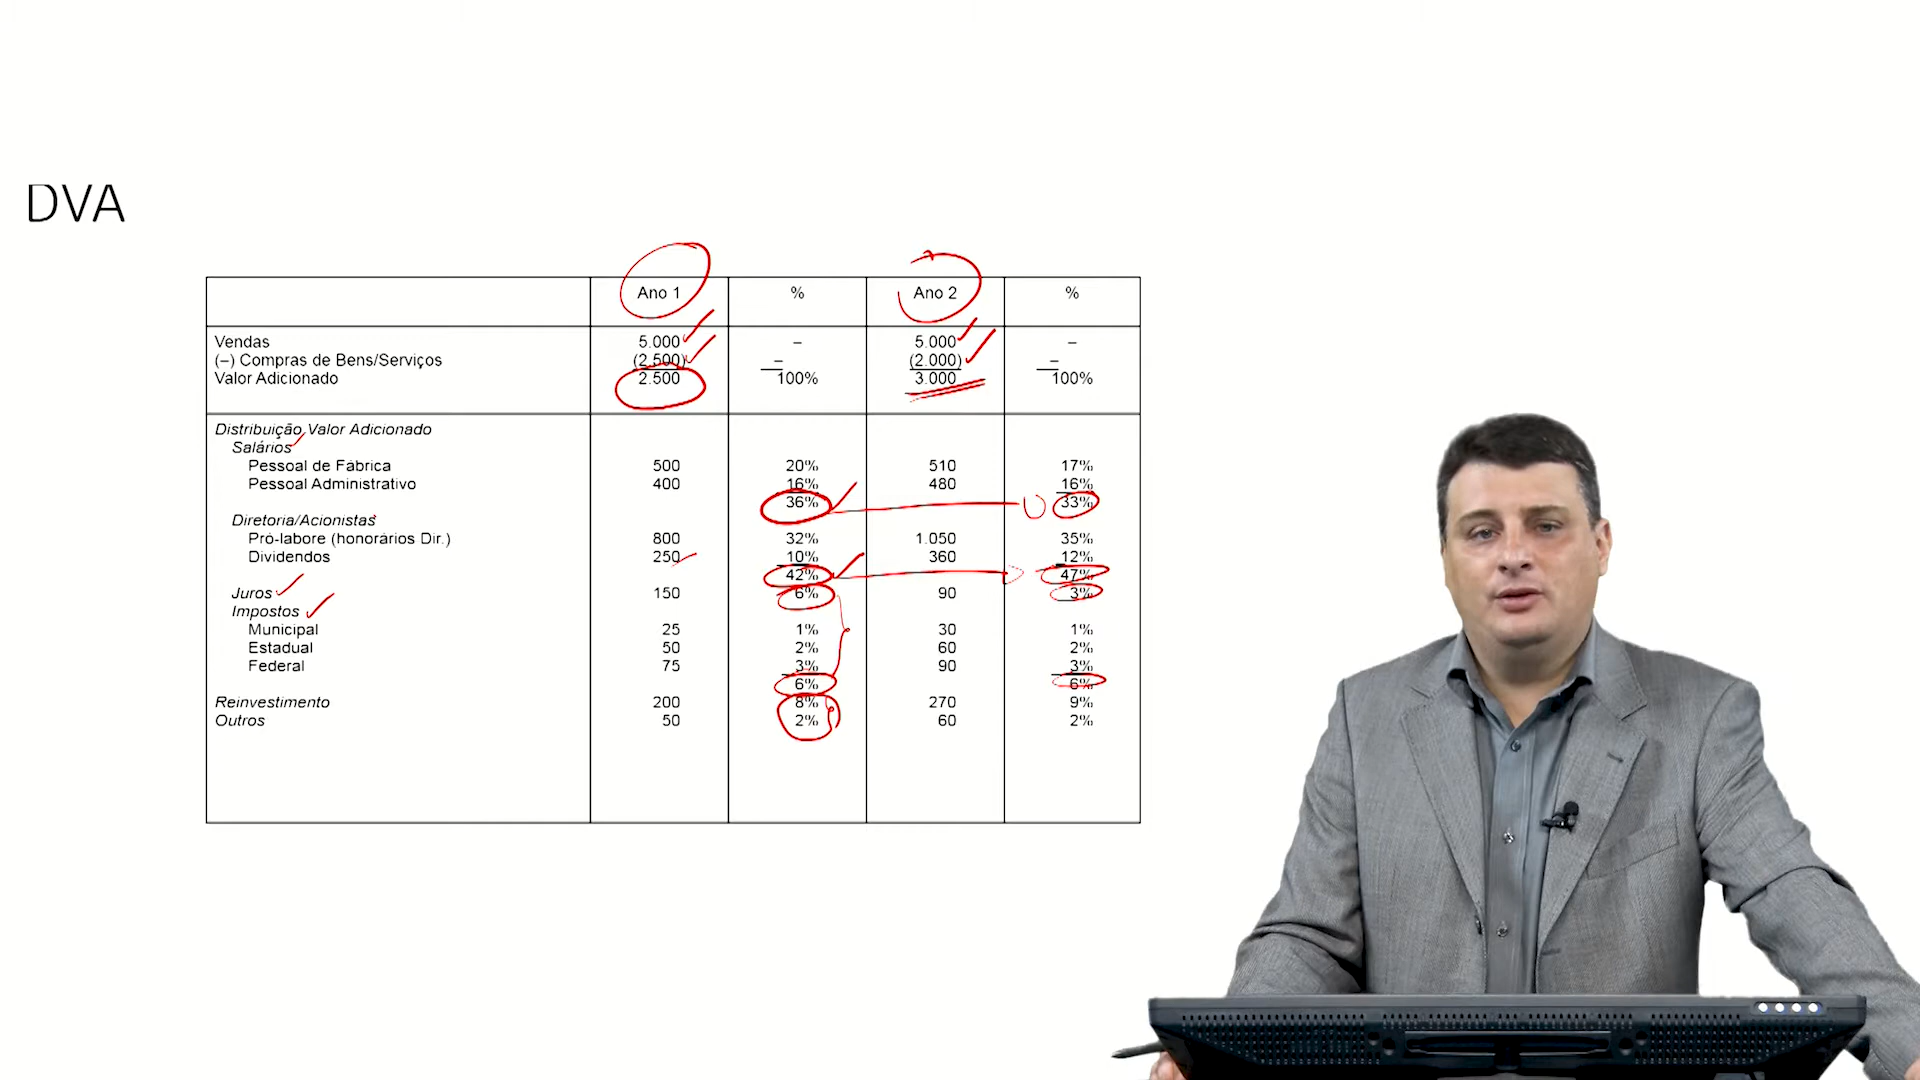 DVA
Ano 1 % Ano 2 %
Vendas 5.000 – 5.000 –
(–) Compras de Bens/Serviços (2.500) – (2.000) –
Valor Adicionado 2.500 100% 3.000 100%
Distribuição Valor Adicionado
Salários
Pessoal de Fábrica 500 20% 510 17%
Pessoal Administrativo 400 16% 480 16%
36% 33%
Diretoria/Acionistas
Pró-labore (honorários Dir.) 800 32% 1.050 35%
Dividendos 250 10% 360 12%
42% 47%
Juros 150 6% 90 3%
Impostos
Municipal 25 1% 30 1%
Estadual 50 2% 60 2%
Federal 75 3% 90 3%
6% 6%
Reinvestimento 200 8% 270 9%
Outros 50 2% 60 2%